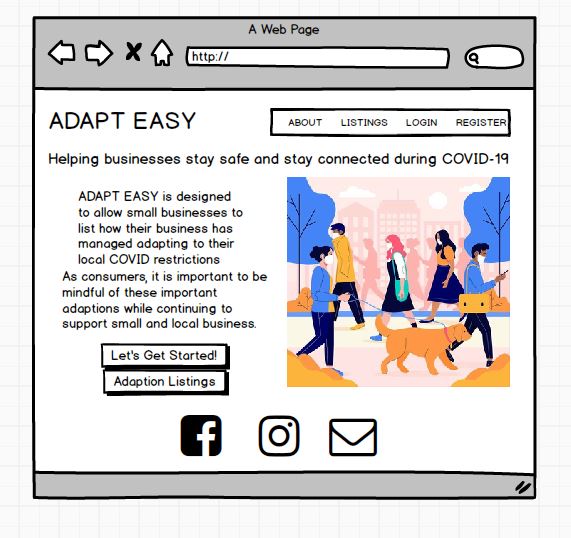 A Web Page
http://
ADAPT EASY
ABOUT LISTINGS LOGIN REGISTER
Helping businesses stay safe and stay connected during COVID-19
ADAPT EASY is designed
to allow small businesses to
list how their business has
managed adapting to their
local COVID restrictions
As consumers, it is important to be
mindful of these important
adaptions while continuing to
support small and local business.
Let's Get Started!
Adaption Listings